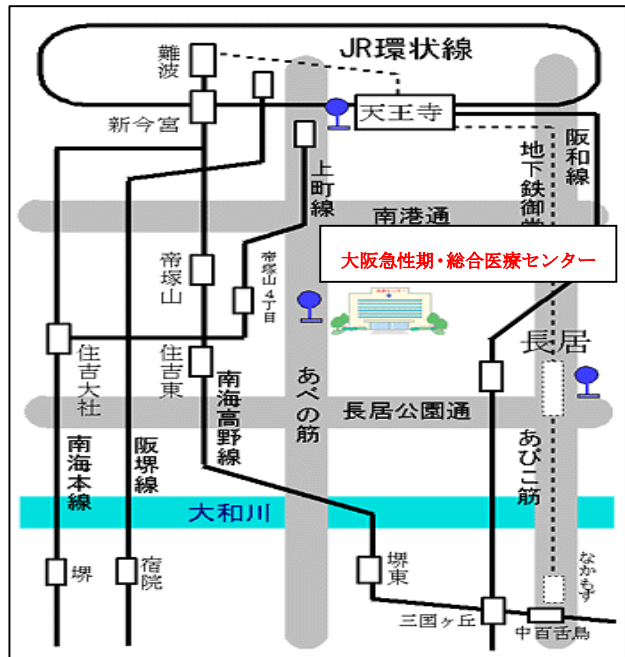 JR環状線
難波
新今宮
天王寺
阪和線
地下鉄御堂
上町線
南港通
大阪急性期・総合医療センター
帝塚山
帝塚山4丁目
住吉大社
住吉東
長居
南海高野線
あべの筋
長居公園通
あびこ筋
南海本線
阪堺線
大和川
堺
宿院
堺東
三国ヶ丘
なかもず
中百舌鳥